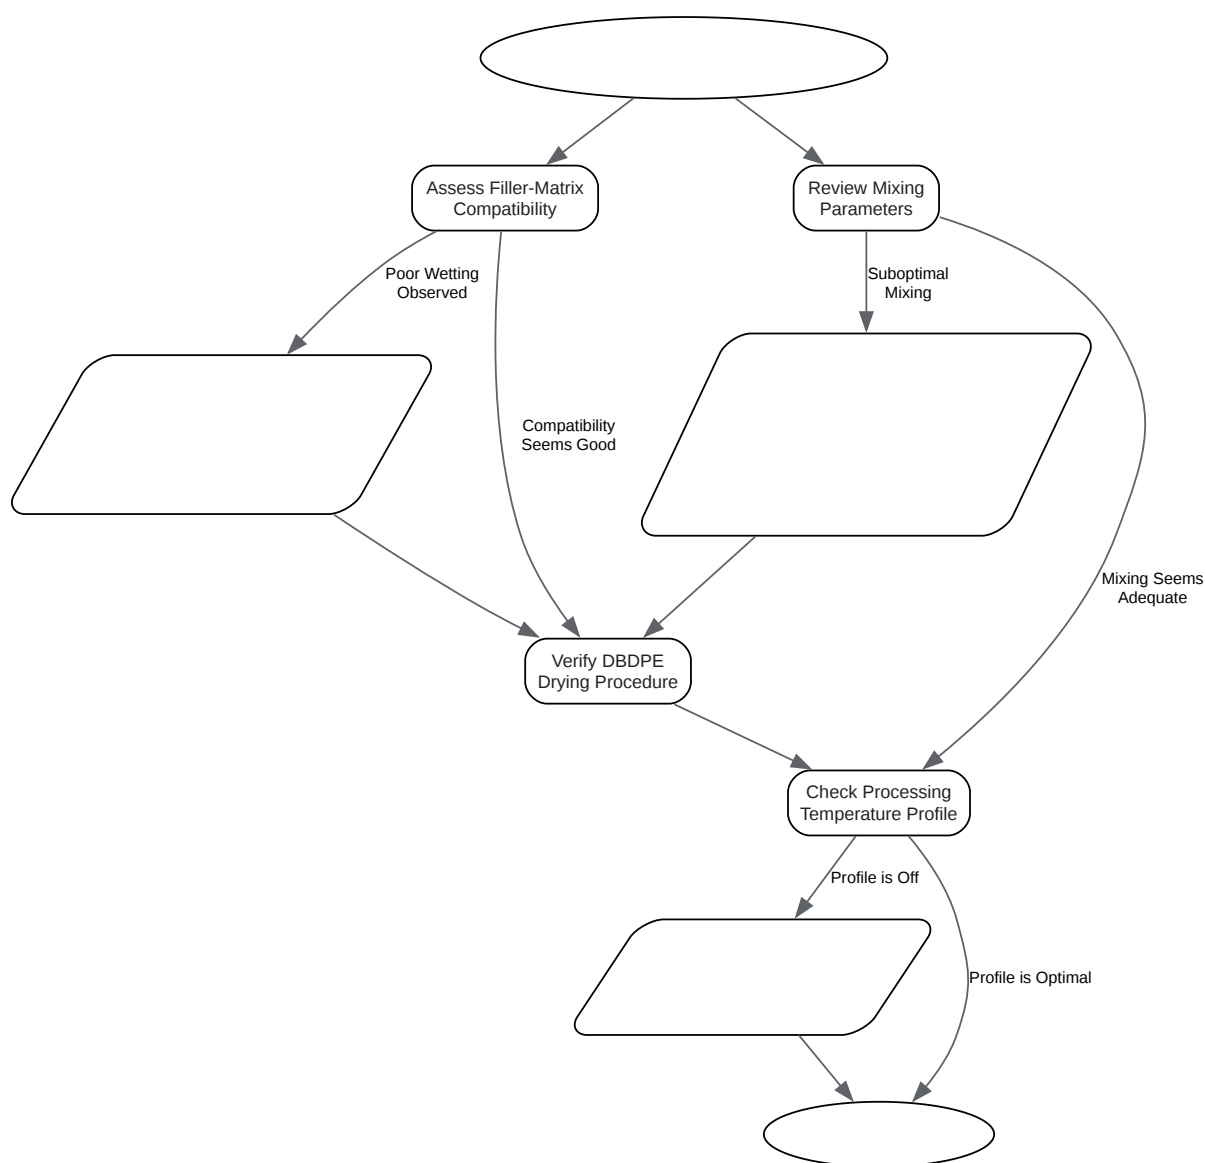 Assess Filler-Matrix
Compatibility
Review Mixing
Parameters
Poor Wetting
Observed
Suboptimal
Mixing
Compatibility
Seems Good
Mixing Seems
Adequate
Verify DBDPE
Drying Procedure
Check Processing
Temperature Profile
Profile is Off
Profile is Optimal